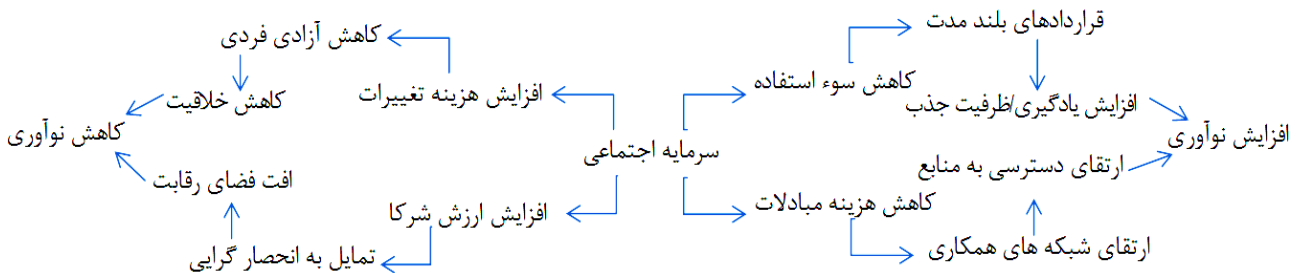 قراردادهای بلند مدت
کاهش آزادی فردی
کاهش سوء استفاده
افزایش هزینه تغییرات
کاهش خلاقیت
افزایش یادگیری/ظرفیت جذب
افزایش نوآوری
کاهش نوآوری
سرمایه اجتماعی
ارتقای دسترسی به منابع
افت فضای رقابت
کاهش هزینه مبادلات
افزایش ارزش شرکا
ارتقای شبکه های همکاری
تمایل به انحصار گرایی